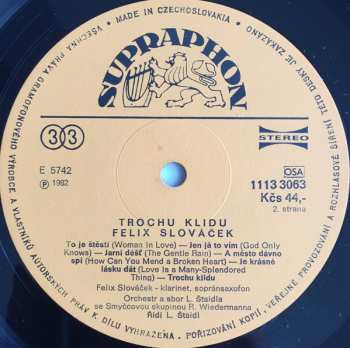 MADE IN CZECHOSLOVAKIA
VŠECHNY PRÁVA GRAMOFONOVÉHO VÝROBCE A VLASTNÍKŮ AUTORSKÝCH PRÁV K DÍLU VYHRAŽENA. POŘIZOVÁNÍ KOPIÍ, VEŘEJNÉ PROVOZOVÁNÍ A ROZHLASOVÉ ŠÍŘENÍ TÉTO DESKY JE ZAKÁZÁNO
SUPRAPHON
33
STEREO
E 5742
℗ 1982
OSA
1113 3063
Kčs 44,-
2. strana
TROCHU KLIDU
FELIX SLOVÁČEK
To je štěstí (Woman In Love) — Jen já to vím (God Only
Knows) — Jarní déšť (The Gentle Rain) — A město dávno
spí (How Can You Mend a Broken Heart) — Je krásné
lásku dát (Love Is a Many-Splendored
Thing) — Trochu klidu
Felix Slováček - klarinet, sopránsaxofon
Orchestr a sbor L. Štaidla
se Smyčcovou skupinou R. Wiedermanna
Řídí L. Štaidl